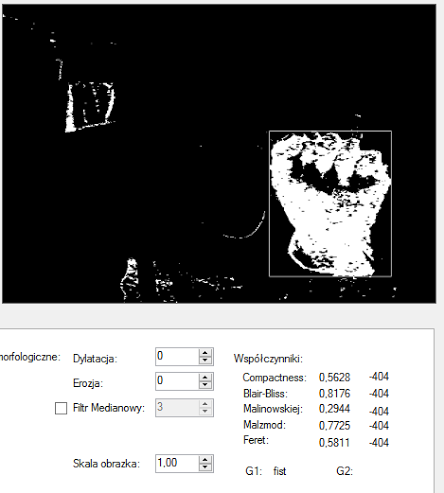 norfologiczne: Dylatacja: 0 Współczynniki:
Erozja: 0 Compactness: 0,5628 -404
Filtr Medianowy: 3 Blair-Bliss: 0,8176 -404
Malinowskiej: 0,2944 -404
Malzmod: 0,7725 -404
Feret: 0,5811 -404
Skala obrazka: 1,00 G1: fist G2: